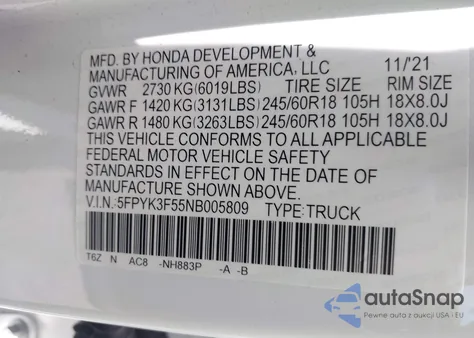 MFD. BY HONDA DEVELOPMENT &
MANUFACTURING OF AMERICA, LLC 11/'21
GVWR 2730 KG(6019LBS) TIRE SIZE RIM SIZE
GAWR F 1420 KG(3131LBS) 245/60R18 105H 18X8.0J
GAWR R 1480 KG(3263LBS) 245/60R18 105H 18X8.0J
THIS VEHICLE CONFORMS TO ALL APPLICABLE
FEDERAL MOTOR VEHICLE SAFETY
STANDARDS IN EFFECT ON THE DATE OF
MANUFACTURE SHOWN ABOVE.
V.I.N.:5FPYK3F55NB005809 TYPE:TRUCK
T6Z N AC8 -NH883P -A -B
autoSnap
Pewne auto z USA i Europy